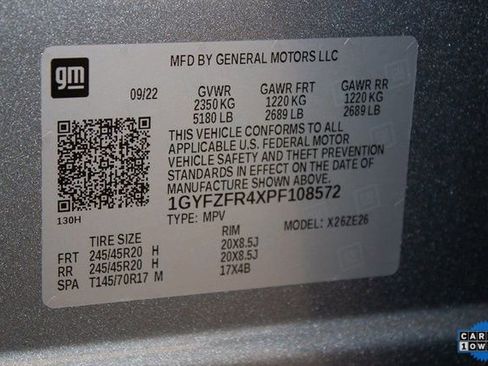 gm
MFD BY GENERAL MOTORS LLC
09/22 GVWR GAWR FRT GAWR RR
2350 KG 1220 KG 1220 KG
5180 LB 2689 LB 2689 LB
THIS VEHICLE CONFORMS TO ALL
APPLICABLE U.S. FEDERAL MOTOR
VEHICLE SAFETY AND THEFT PREVENTION
STANDARDS IN EFFECT ON THE DATE OF
MANUFACTURE SHOWN ABOVE.
1GYFZFR4XPF108572
130H
TYPE: MPV MODEL: X26ZE26
TIRE SIZE RIM
FRT 245/45R20 H 20X8.5J
RR 245/45R20 H 20X8.5J
SPA T145/70R17 M 17X4B
CAR
1 OW